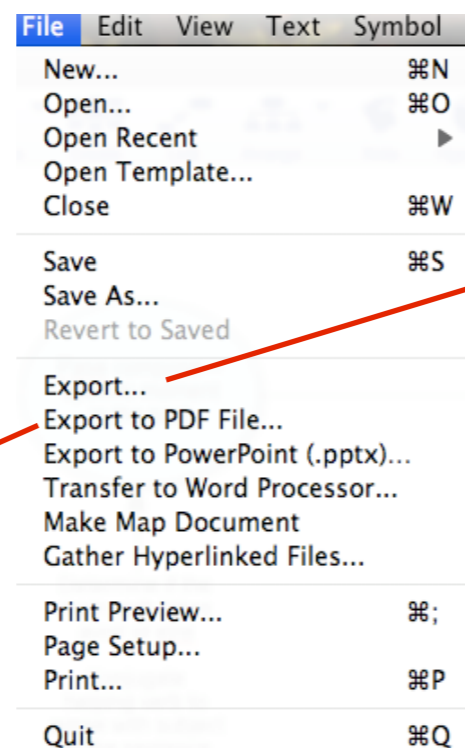 File Edit View Text Symbol
New... ⌘N
Open... ⌘O
Open Recent ▶
Open Template...
Close ⌘W
Save ⌘S
Save As...
Revert to Saved
Export...
Export to PDF File...
Export to PowerPoint (.pptx)...
Transfer to Word Processor...
Make Map Document
Gather Hyperlinked Files...
Print Preview... ⌘;
Page Setup...
Print... ⌘P
Quit ⌘Q